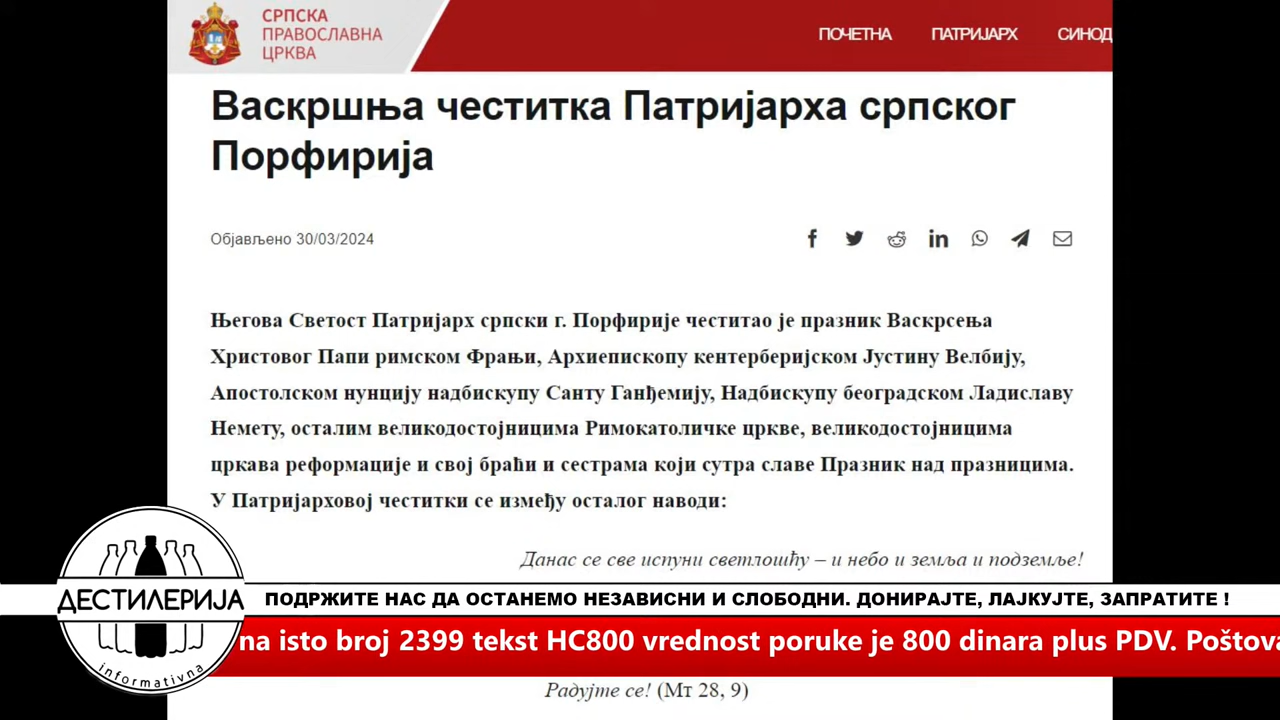 СРПСКА
ПРАВОСЛАВНА
ЦРКВА
ПОЧЕТНА ПАТРИЈАРХ СИНОД
Васкршња честитка Патријарха српског
Порфирија
Објављено 30/03/2024
Његова Светост Патријарх српски г. Порфирије честитао је празник Васкрсења
Христовог Папи римском Фрањи, Архиепископу кентерберијском Јустину Велбију,
Апостолском нунцију надбискупу Санту Ганђемију, Надбискупу београдском Ладиславу
Немету, осталим великодостојницима Римокатоличке цркве, великодостојницима
цркава реформације и свој браћи и сестрама који сутра славе Празник над празницима.
У Патријарховој честитки се између осталог наводи:
Данас се све испуни светлошћу – и небо и земља и подземље!
ДЕСТИЛЕРИЈА
informativna
ПОДРЖИТЕ НАС ДА ОСТАНЕМО НЕЗАВИСНИ И СЛОБОДНИ. ДОНИРАЈТЕ, ЛАЈКУЈТЕ, ЗАПРАТИТЕ !
na isto broj 2399 tekst HC800 vrednost poruke je 800 dinara plus PDV. Poštova
Радујте се! (Мт 28, 9)